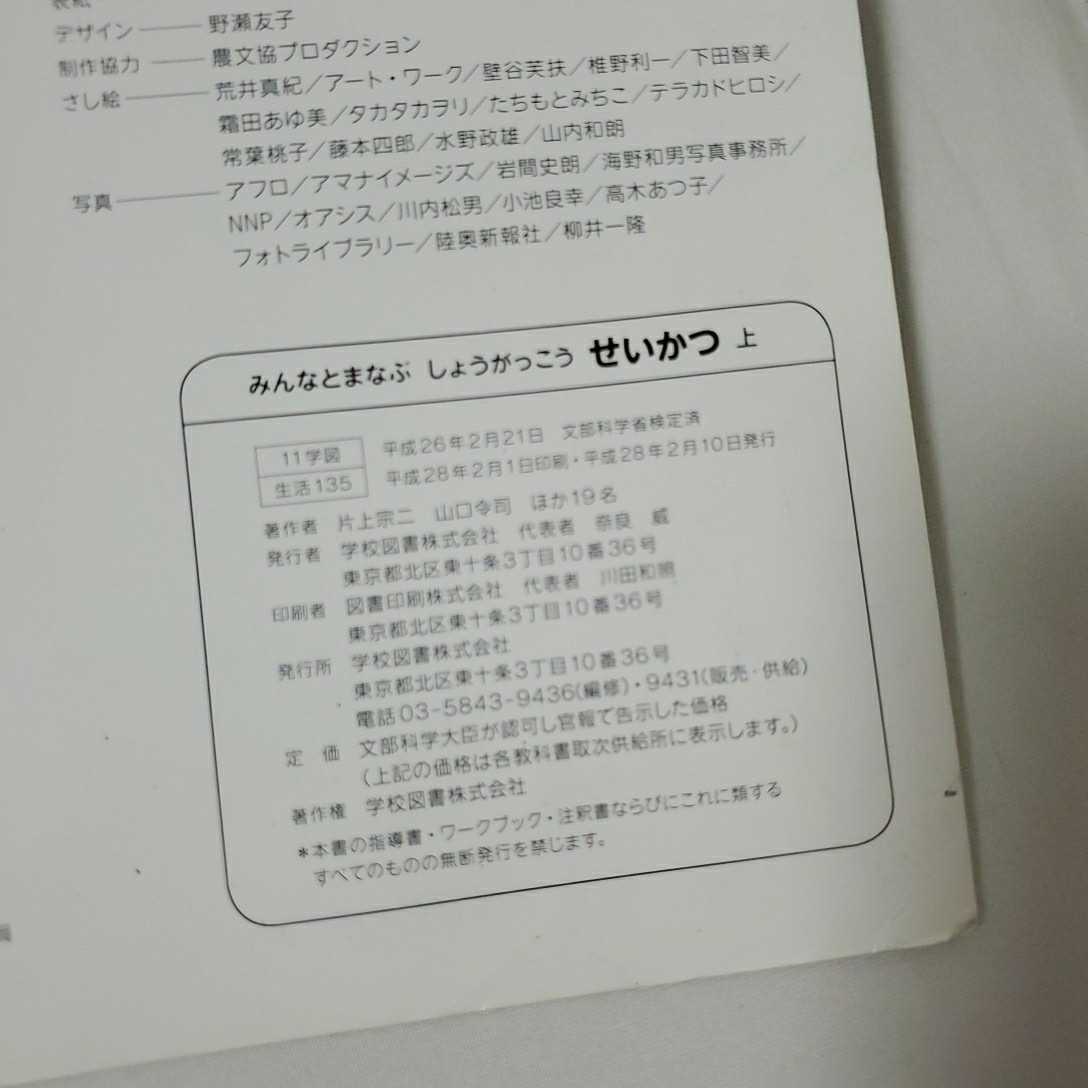 デザイン――野瀬友子
制作協力――農文協プロダクション
さし絵――荒井真紀／アート・ワーク／壁谷芙扶／椎野利一／下田智美／
霜田あゆ美／タカタカヲリ／たちもとみちこ／テラカドヒロシ／
常葉桃子／藤本四郎／水野政雄／山内和朗
写真――アフロ／アマナイメージズ／岩間史朗／海野和男写真事務所／
NNP／オアシス／川内松男／小池良幸／高木あつ子／
フォトライブラリー／陸奥新報社／柳井一隆
みんなとまなぶ しょうがっこう せいかつ 上
11学図 平成26年2月21日 文部科学省検定済
生活135 平成28年2月1日印刷・平成28年2月10日発行
著作者 片上宗二 山口令司 ほか19名
発行者 学校図書株式会社 代表者 奈良 威
東京都北区東十条3丁目10番36号
印刷者 図書印刷株式会社 代表者 川田和照
東京都北区東十条3丁目10番36号
発行所 学校図書株式会社
東京都北区東十条3丁目10番36号
電話03-5843-9436(編修)・9431(販売・供給)
定 価 文部科学大臣が認可し官報で告示した価格
(上記の価格は各教科書取次供給所に表示します。)
著作権 学校図書株式会社
＊本書の指導書・ワークブック・注釈書ならびにこれに類する
すべてのものの無断発行を禁じます。